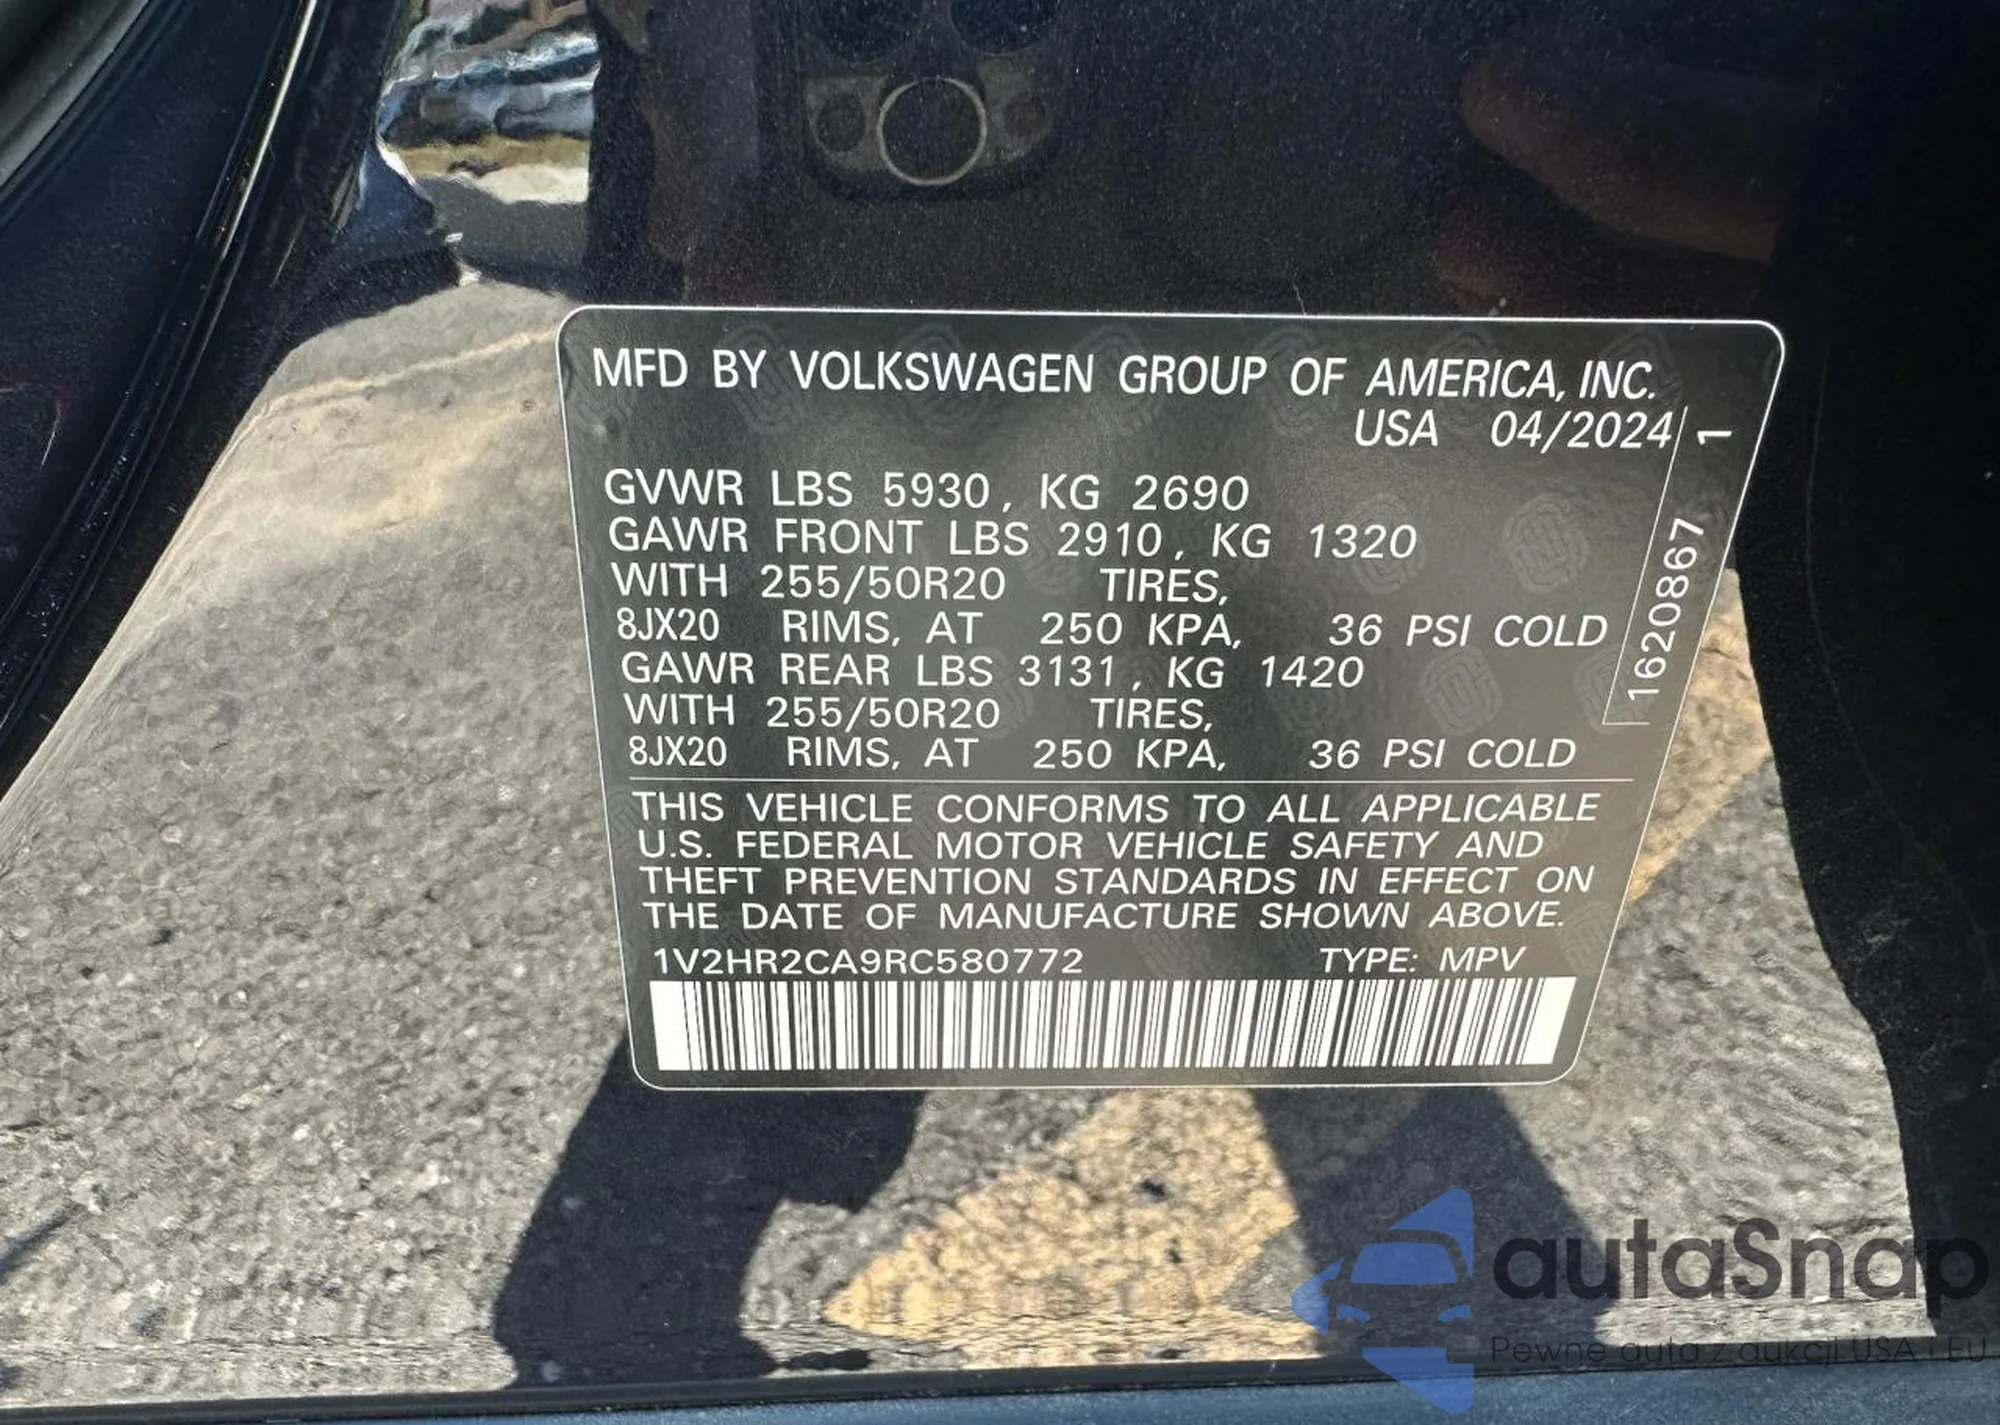 MFD BY VOLKSWAGEN GROUP OF AMERICA, INC.
USA 04/2024
GVWR LBS 5930, KG 2690
GAWR FRONT LBS 2910, KG 1320
WITH 255/50R20 TIRES,
8JX20 RIMS, AT 250 KPA, 36 PSI COLD
GAWR REAR LBS 3131, KG 1420
WITH 255/50R20 TIRES,
8JX20 RIMS, AT 250 KPA, 36 PSI COLD
1620867 1
THIS VEHICLE CONFORMS TO ALL APPLICABLE
U.S. FEDERAL MOTOR VEHICLE SAFETY AND
THEFT PREVENTION STANDARDS IN EFFECT ON
THE DATE OF MANUFACTURE SHOWN ABOVE.
1V2HR2CA9RC580772 TYPE: MPV
autaSnap
Pewne auta z aukcji USA i EU